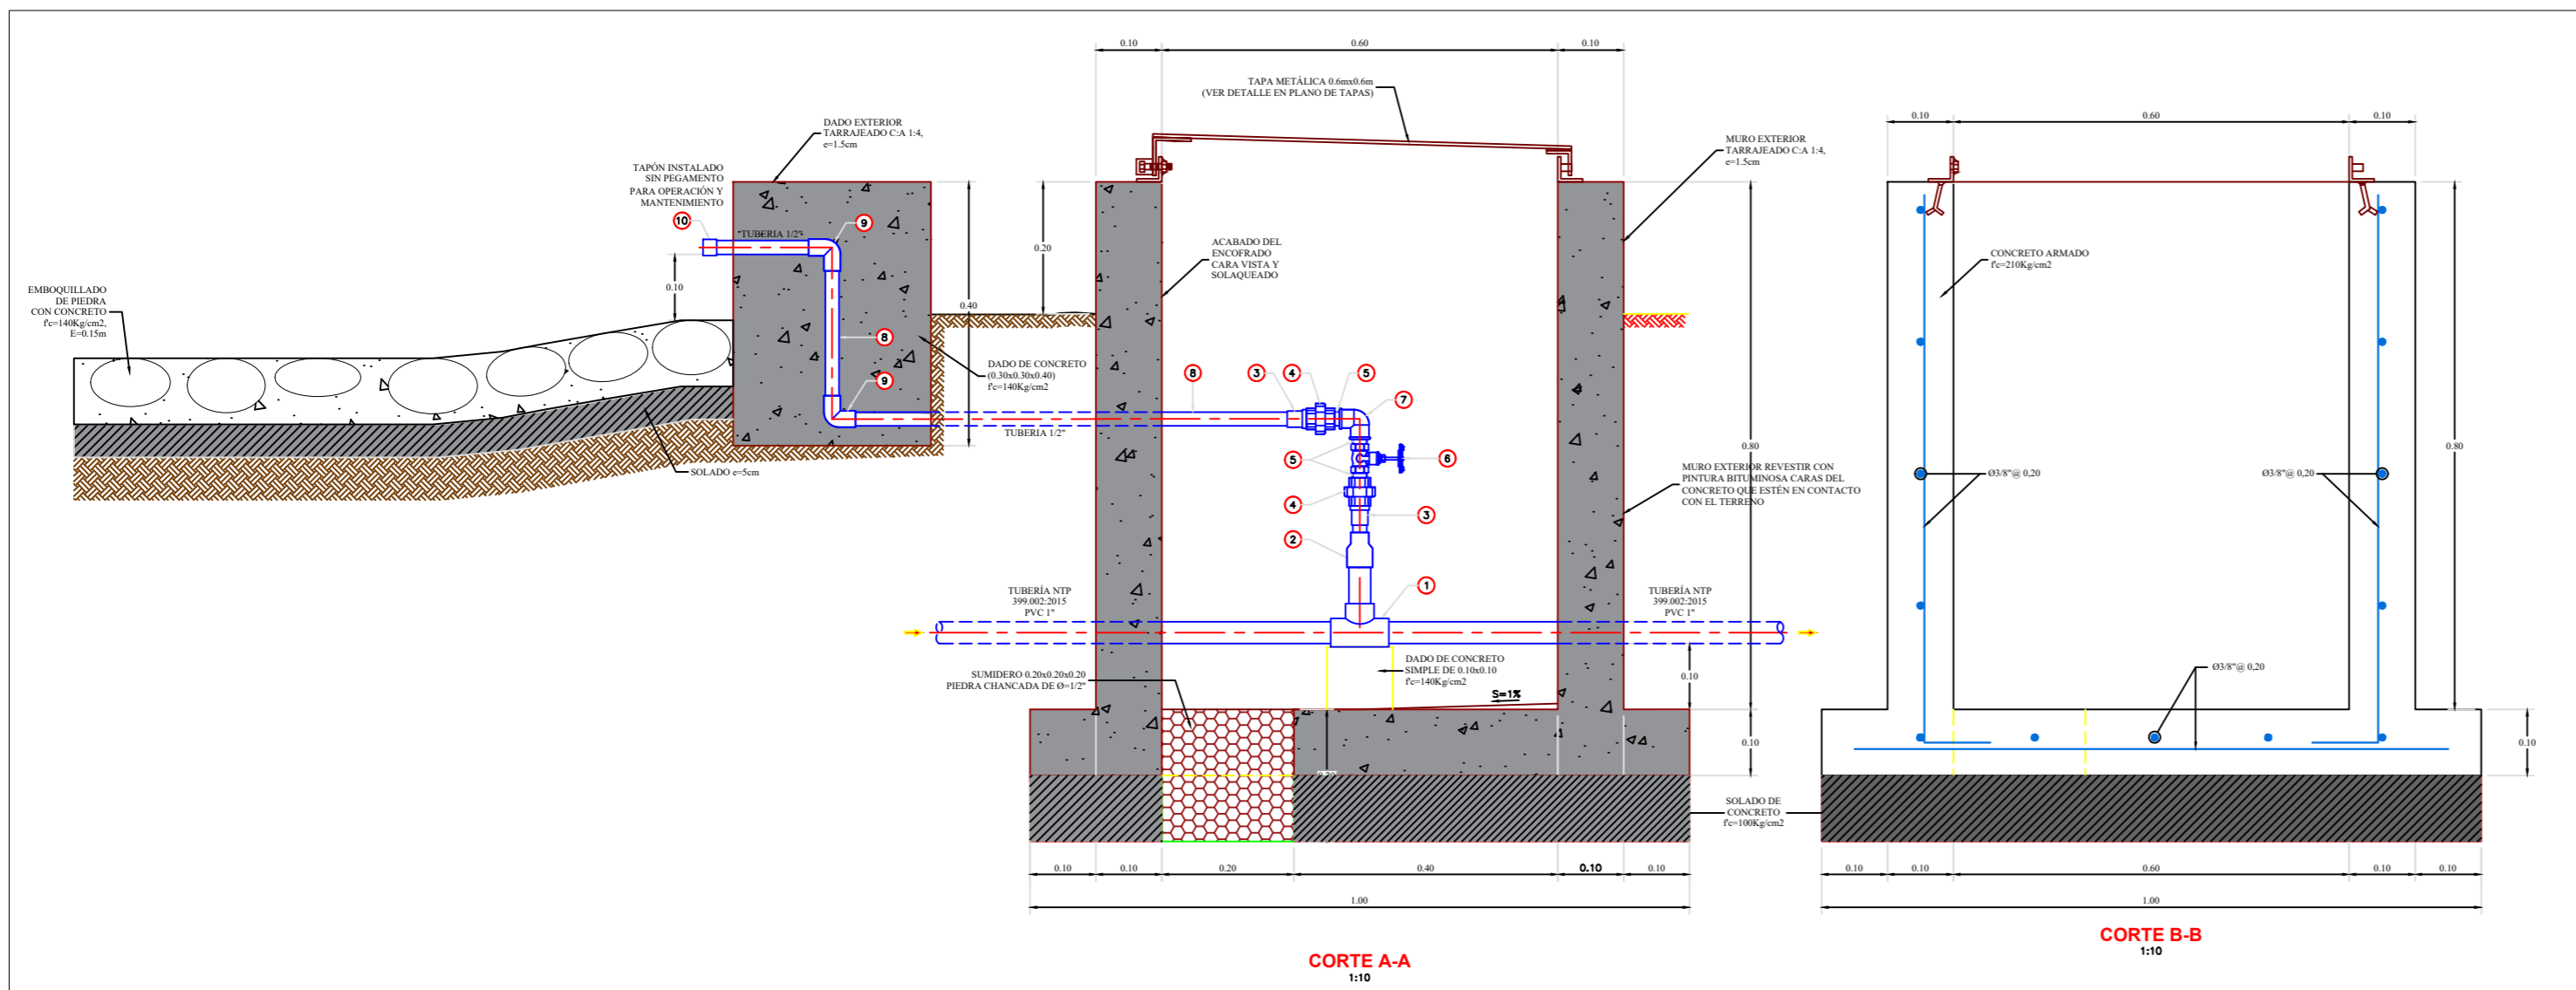 0.10
0.60
0.10
TAPA METÁLICA 0.6mx0.6m
(VER DETALLE EN PLANO DE TAPAS)
DADO EXTERIOR
TARRAJEADO C:A 1:4,
e=1.5cm
MURO EXTERIOR
TARRAJEADO C:A 1:4,
e=1.5cm
0.10
0.60
0.10
TAPÓN INSTALADO
SIN PEGAMENTO
PARA OPERACIÓN Y
MANTENIMIENTO
10
"TUBERIA 1/2"
9
0.20
ACABADO DEL
ENCOFRADO
CARA VISTA Y
SOLAQUEADO
CONCRETO ARMADO
f'c=210Kg/cm2
EMBOQUILLADO
DE PIEDRA
CON CONCRETO
f'c=140Kg/cm2,
E=0.15m
0.10
0.40
8
DADO DE CONCRETO
(0.30x0.30x0.40)
f'c=140Kg/cm2
9
8
3
4
5
7
TUBERIA 1/2"
0.80
0.80
SOLADO e=5cm
5
6
MURO EXTERIOR REVESTIR CON
PINTURA BITUMINOSA CARAS DEL
CONCRETO QUE ESTÉN EN CONTACTO
CON EL TERRENO
Ø3/8"@ 0,20
Ø3/8"@ 0,20
4
3
2
1
TUBERÍA NTP
399.002:2015
PVC 1"
TUBERÍA NTP
399.002:2015
PVC 1"
SUMIDERO 0.20x0.20x0.20
PIEDRA CHANCADA DE Ø=1/2"
DADO DE CONCRETO
SIMPLE DE 0.10x0.10
f'c=140Kg/cm2
S=1%
0.10
Ø3/8"@ 0,20
0.10
0.10
SOLADO DE
CONCRETO
f'c=100Kg/cm2
0.10
0.10
0.20
0.40
0.10
0.10
1.00
0.10
0.10
0.60
0.10
0.10
1.00
CORTE A-A
1:10
CORTE B-B
1:10